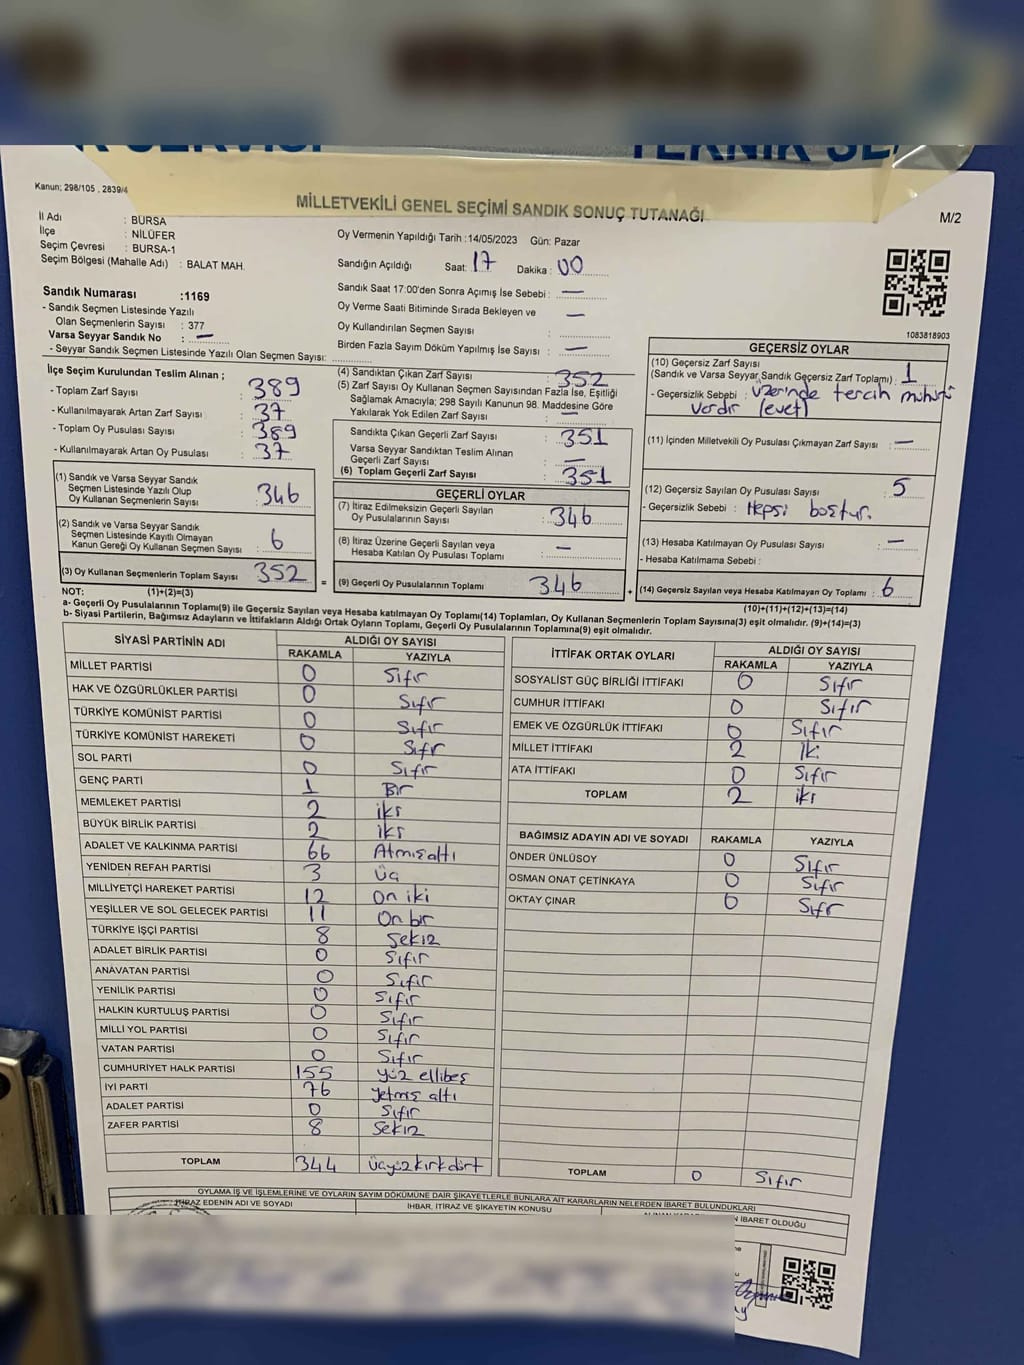 Kanun; 298/105 , 2839/4
MİLLETVEKİLİ GENEL SEÇİMİ SANDIK SONUÇ TUTANAĞI
M/2
İl Adı : BURSA
İlçe : NİLÜFER
Seçim Çevresi : BURSA-1
Seçim Bölgesi (Mahalle Adı) : BALAT MAH.
Sandık Numarası :1169
- Sandık Seçmen Listesinde Yazılı
Olan Seçmenlerin Sayısı : 377
Varsa Seyyar Sandık No : —
- Seyyar Sandık Seçmen Listesinde Yazılı Olan Seçmen Sayısı:
Oy Vermenin Yapıldığı Tarih :14/05/2023 Gün: Pazar
Sandığın Açıldığı Saat: 17 Dakika : 00
Sandık Saat 17:00'den Sonra Açımış İse Sebebi : —
Oy Verme Saati Bitiminde Sırada Bekleyen ve —
Oy Kullandırılan Seçmen Sayısı :
Birden Fazla Sayım Döküm Yapılmış İse Sayısı : —
1083818903
İlçe Seçim Kurulundan Teslim Alınan ;
- Toplam Zarf Sayısı : 389
- Kullanılmayarak Artan Zarf Sayısı : 37
- Toplam Oy Pusulası Sayısı : 389
- Kullanılmayarak Artan Oy Pusulası : 37
(1) Sandık ve Varsa Seyyar Sandık
Seçmen Listesinde Yazılı Olup
Oy Kullanan Seçmenlerin Sayısı : 346
(2) Sandık ve Varsa Seyyar Sandık
Seçmen Listesinde Kayıtlı Olmayan
Kanun Gereği Oy Kullanan Seçmen Sayısı : 6
(3) Oy Kullanan Seçmenlerin Toplam Sayısı : 352 =
(4) Sandıktan Çıkan Zarf Sayısı : 352
(5) Zarf Sayısı Oy Kullanan Seçmen Sayısından Fazla İse, Eşitliği
Sağlamak Amacıyla; 298 Sayılı Kanunun 98. Maddesine Göre
Yakılarak Yok Edilen Zarf Sayısı : —
Sandıkta Çıkan Geçerli Zarf Sayısı : 351
Varsa Seyyar Sandıktan Teslim Alınan
Geçerli Zarf Sayısı : —
(6) Toplam Geçerli Zarf Sayısı : 351
GEÇERLİ OYLAR
(7) İtiraz Edilmeksizin Geçerli Sayılan
Oy Pusulalarının Sayısı : 346
(8) İtiraz Üzerine Geçerli Sayılan veya
Hesaba Katılan Oy Pusulası Toplamı : —
(9) Geçerli Oy Pusulalarının Toplamı : 346 +
GEÇERSİZ OYLAR
(10) Geçersiz Zarf Sayısı
(Sandık ve Varsa Seyyar Sandık Geçersiz Zarf Toplamı) : 1
- Geçersizlik Sebebi : Üzerinde tercih mührü
vardır (evet)
(11) İçinden Milletvekili Oy Pusulası Çıkmayan Zarf Sayısı : —
(12) Geçersiz Sayılan Oy Pusulası Sayısı : 5
- Geçersizlik Sebebi : Hepsi boştur.
(13) Hesaba Katılmayan Oy Pusulası Sayısı : —
- Hesaba Katılmama Sebebi :
(14) Geçersiz Sayılan veya Hesaba Katılmayan Oy Toplamı : 6
NOT: (1)+(2)=(3)
(10)+(11)+(12)+(13)=(14)
a- Geçerli Oy Pusulalarının Toplamı(9) ile Geçersiz Sayılan veya Hesaba katılmayan Oy Toplamı(14) Toplamları, Oy Kullanan Seçmenlerin Toplam Sayısına(3) eşit olmalıdır. (9)+(14)=(3)
b- Siyasi Partilerin, Bağımsız Adayların ve İttifakların Aldığı Ortak Oyların Toplamı, Geçerli Oy Pusulalarının Toplamına(9) eşit olmalıdır.
SİYASİ PARTİNİN ADI ALDIĞI OY SAYISI
RAKAMLA YAZIYLA
MİLLET PARTİSİ 0 Sıfır
HAK VE ÖZGÜRLÜKLER PARTİSİ 0 Sıfır
TÜRKİYE KOMÜNİST PARTİSİ 0 Sıfır
TÜRKİYE KOMÜNİST HAREKETİ 0 Sıfır
SOL PARTİ 0 Sıfır
GENÇ PARTİ 1 Bir
MEMLEKET PARTİSİ 2 iki
BÜYÜK BİRLİK PARTİSİ 2 iki
ADALET VE KALKINMA PARTİSİ 66 Atmışaltı
YENİDEN REFAH PARTİSİ 3 üç
MİLLİYETÇİ HAREKET PARTİSİ 12 On iki
YEŞİLLER VE SOL GELECEK PARTİSİ 11 On bir
TÜRKİYE İŞÇİ PARTİSİ 8 Sekiz
ADALET BİRLİK PARTİSİ 0 Sıfır
ANAVATAN PARTİSİ 0 Sıfır
YENİLİK PARTİSİ 0 Sıfır
HALKIN KURTULUŞ PARTİSİ 0 Sıfır
MİLLİ YOL PARTİSİ 0 Sıfır
VATAN PARTİSİ 0 Sıfır
CUMHURİYET HALK PARTİSİ 155 Yüz ellibeş
İYİ PARTİ 76 Yetmiş altı
ADALET PARTİSİ 0 Sıfır
ZAFER PARTİSİ 8 Sekiz
TOPLAM 344 üçyüzkırkdört
İTTİFAK ORTAK OYLARI ALDIĞI OY SAYISI
RAKAMLA YAZIYLA
SOSYALİST GÜÇ BİRLİĞİ İTTİFAKI 0 Sıfır
CUMHUR İTTİFAKI 0 Sıfır
EMEK VE ÖZGÜRLÜK İTTİFAKI 0 Sıfır
MİLLET İTTİFAKI 2 İki
ATA İTTİFAKI 0 Sıfır
TOPLAM 2 iki
BAĞIMSIZ ADAYIN ADI VE SOYADI RAKAMLA YAZIYLA
ÖNDER ÜNLÜSOY 0 Sıfır
OSMAN ONAT ÇETİNKAYA 0 Sıfır
OKTAY ÇINAR 0 Sıfır
TOPLAM 0 Sıfır
OYLAMA İŞ VE İŞLEMLERİNE VE OYLARIN SAYIM DÖKÜMÜNE DAİR ŞİKAYETLERLE BUNLARA AİT KARARLARIN NELERDEN İBARET BULUNDUKLARI
İTİRAZ EDENİN ADI VE SOYADI İHBAR, İTİRAZ VE ŞİKAYETİN KONUSU
İBARET OLDUĞU